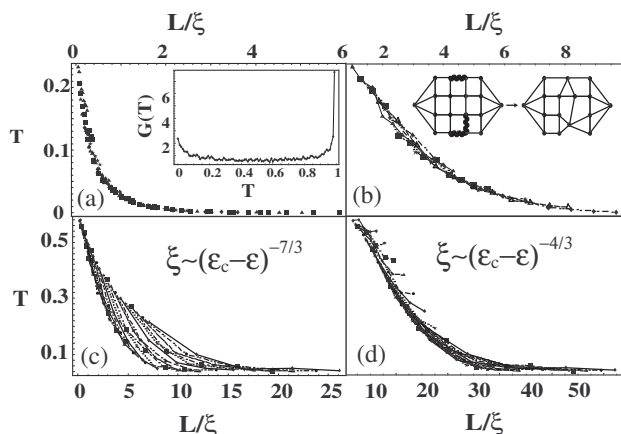 L/ξ
L/ξ
0 2 4 6
2 4 6 8
0.2
T
0.1
0
(a)
G(T)
6
4
2
0 0.2 0.4 0.6 0.8 1
T
(b)
0.5
T
0.3
0.1
(c)
ξ~(ε_c−ε)^{−7/3}
(d)
ξ~(ε_c−ε)^{−4/3}
0 5 10 15 20 25
10 20 30 40 50
L/ξ
L/ξ